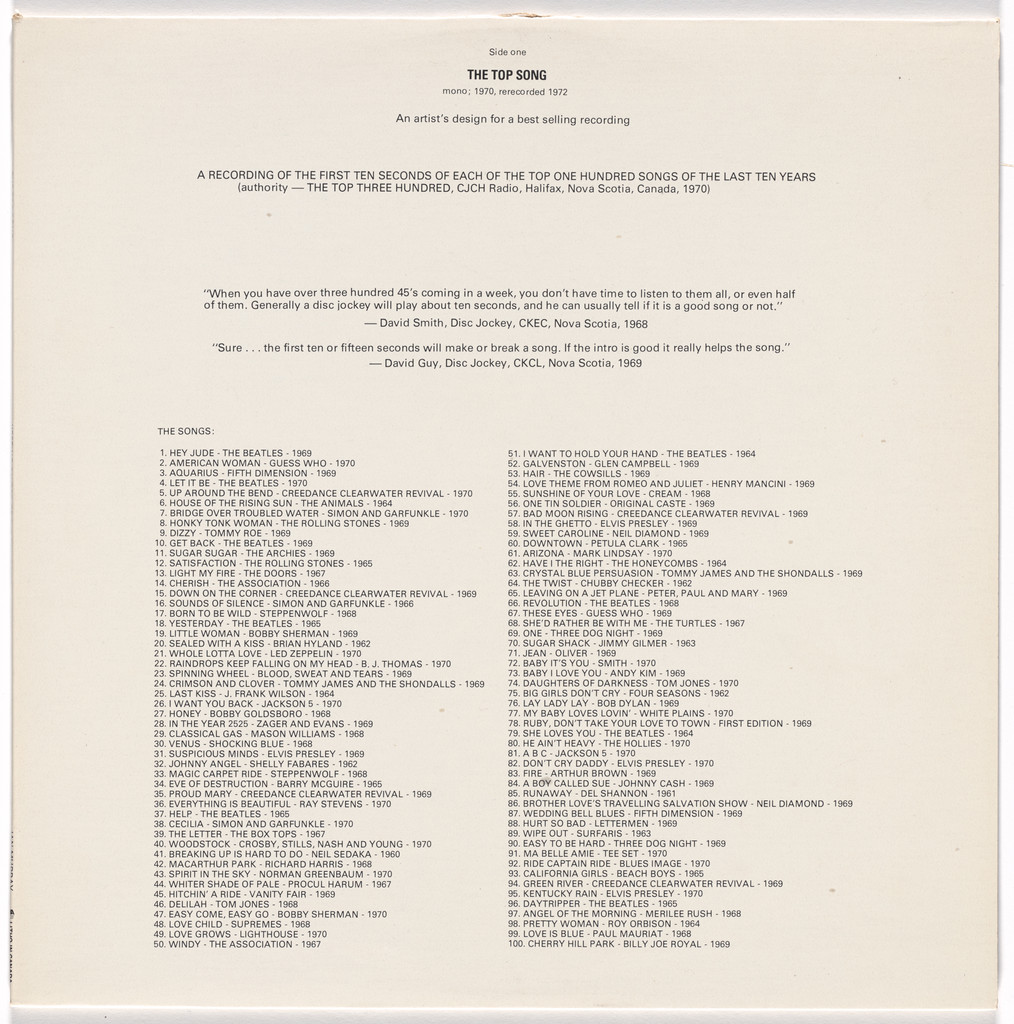 Side one
THE TOP SONG
mono; 1970, rerecorded 1972
An artist's design for a best selling recording
A RECORDING OF THE FIRST TEN SECONDS OF EACH OF THE TOP ONE HUNDRED SONGS OF THE LAST TEN YEARS
(authority — THE TOP THREE HUNDRED, CJCH Radio, Halifax, Nova Scotia, Canada, 1970)
"When you have over three hundred 45's coming in a week, you don't have time to listen to them all, or even half
of them. Generally a disc jockey will play about ten seconds, and he can usually tell if it is a good song or not."
— David Smith, Disc Jockey, CKEC, Nova Scotia, 1968
"Sure . . . the first ten or fifteen seconds will make or break a song. If the intro is good it really helps the song."
— David Guy, Disc Jockey, CKCL, Nova Scotia, 1969
THE SONGS:
1. HEY JUDE - THE BEATLES - 1969
2. AMERICAN WOMAN - GUESS WHO - 1970
3. AQUARIUS - FIFTH DIMENSION - 1969
4. LET IT BE - THE BEATLES - 1970
5. UP AROUND THE BEND - CREEDANCE CLEARWATER REVIVAL - 1970
6. HOUSE OF THE RISING SUN - THE ANIMALS - 1964
7. BRIDGE OVER TROUBLED WATER - SIMON AND GARFUNKLE - 1970
8. HONKY TONK WOMAN - THE ROLLING STONES - 1969
9. DIZZY - TOMMY ROE - 1969
10. GET BACK - THE BEATLES - 1969
11. SUGAR SUGAR - THE ARCHIES - 1969
12. SATISFACTION - THE ROLLING STONES - 1965
13. LIGHT MY FIRE - THE DOORS - 1967
14. CHERISH - THE ASSOCIATION - 1966
15. DOWN ON THE CORNER - CREEDANCE CLEARWATER REVIVAL - 1969
16. SOUNDS OF SILENCE - SIMON AND GARFUNKLE - 1966
17. BORN TO BE WILD - STEPPENWOLF - 1968
18. YESTERDAY - THE BEATLES - 1965
19. LITTLE WOMAN - BOBBY SHERMAN - 1969
20. SEALED WITH A KISS - BRIAN HYLAND - 1962
21. WHOLE LOTTA LOVE - LED ZEPPELIN - 1970
22. RAINDROPS KEEP FALLING ON MY HEAD - B. J. THOMAS - 1970
23. SPINNING WHEEL - BLOOD, SWEAT AND TEARS - 1969
24. CRIMSON AND CLOVER - TOMMY JAMES AND THE SHONDALLS - 1969
25. LAST KISS - J. FRANK WILSON - 1964
26. I WANT YOU BACK - JACKSON 5 - 1970
27. HONEY - BOBBY GOLDSBORO - 1968
28. IN THE YEAR 2525 - ZAGER AND EVANS - 1969
29. CLASSICAL GAS - MASON WILLIAMS - 1968
30. VENUS - SHOCKING BLUE - 1968
31. SUSPICIOUS MINDS - ELVIS PRESLEY - 1969
32. JOHNNY ANGEL - SHELLY FABARES - 1962
33. MAGIC CARPET RIDE - STEPPENWOLF - 1968
34. EVE OF DESTRUCTION - BARRY MCGUIRE - 1965
35. PROUD MARY - CREEDANCE CLEARWATER REVIVAL - 1969
36. EVERYTHING IS BEAUTIFUL - RAY STEVENS - 1970
37. HELP - THE BEATLES - 1965
38. CECILIA - SIMON AND GARFUNKLE - 1970
39. THE LETTER - THE BOX TOPS - 1967
40. WOODSTOCK - CROSBY, STILLS, NASH AND YOUNG - 1970
41. BREAKING UP IS HARD TO DO - NEIL SEDAKA - 1960
42. MACARTHUR PARK - RICHARD HARRIS - 1968
43. SPIRIT IN THE SKY - NORMAN GREENBAUM - 1970
44. WHITER SHADE OF PALE - PROCUL HARUM - 1967
45. HITCHIN' A RIDE - VANITY FAIR - 1969
46. DELILAH - TOM JONES - 1968
47. EASY COME, EASY GO - BOBBY SHERMAN - 1970
48. LOVE CHILD - SUPREMES - 1968
49. LOVE GROWS - LIGHTHOUSE - 1970
50. WINDY - THE ASSOCIATION - 1967
51. I WANT TO HOLD YOUR HAND - THE BEATLES - 1964
52. GALVENSTON - GLEN CAMPBELL - 1969
53. HAIR - THE COWSILLS - 1969
54. LOVE THEME FROM ROMEO AND JULIET - HENRY MANCINI - 1969
55. SUNSHINE OF YOUR LOVE - CREAM - 1968
56. ONE TIN SOLDIER - ORIGINAL CASTE - 1969
57. BAD MOON RISING - CREEDANCE CLEARWATER REVIVAL - 1969
58. IN THE GHETTO - ELVIS PRESLEY - 1969
59. SWEET CAROLINE - NEIL DIAMOND - 1969
60. DOWNTOWN - PETULA CLARK - 1965
61. ARIZONA - MARK LINDSAY - 1970
62. HAVE I THE RIGHT - THE HONEYCOMBS - 1964
63. CRYSTAL BLUE PERSUASION - TOMMY JAMES AND THE SHONDALLS - 1969
64. THE TWIST - CHUBBY CHECKER - 1962
65. LEAVING ON A JET PLANE - PETER, PAUL AND MARY - 1969
66. REVOLUTION - THE BEATLES - 1968
67. THESE EYES - GUESS WHO - 1969
68. SHE'D RATHER BE WITH ME - THE TURTLES - 1967
69. ONE - THREE DOG NIGHT - 1969
70. SUGAR SHACK - JIMMY GILMER - 1963
71. JEAN - OLIVER - 1969
72. BABY IT'S YOU - SMITH - 1970
73. BABY I LOVE YOU - ANDY KIM - 1969
74. DAUGHTERS OF DARKNESS - TOM JONES - 1970
75. BIG GIRLS DON'T CRY - FOUR SEASONS - 1962
76. LAY LADY LAY - BOB DYLAN - 1969
77. MY BABY LOVES LOVIN' - WHITE PLAINS - 1970
78. RUBY, DON'T TAKE YOUR LOVE TO TOWN - FIRST EDITION - 1969
79. SHE LOVES YOU - THE BEATLES - 1964
80. HE AIN'T HEAVY - THE HOLLIES - 1970
81. A B C - JACKSON 5 - 1970
82. DON'T CRY DADDY - ELVIS PRESLEY - 1970
83. FIRE - ARTHUR BROWN - 1969
84. A BOY CALLED SUE - JOHNNY CASH - 1969
85. RUNAWAY - DEL SHANNON - 1961
86. BROTHER LOVE'S TRAVELLING SALVATION SHOW - NEIL DIAMOND - 1969
87. WEDDING BELL BLUES - FIFTH DIMENSION - 1969
88. HURT SO BAD - LETTERMEN - 1969
89. WIPE OUT - SURFARIS - 1963
90. EASY TO BE HARD - THREE DOG NIGHT - 1969
91. MA BELLE AMIE - TEE SET - 1970
92. RIDE CAPTAIN RIDE - BLUES IMAGE - 1970
93. CALIFORNIA GIRLS - BEACH BOYS - 1965
94. GREEN RIVER - CREEDANCE CLEARWATER REVIVAL - 1969
95. KENTUCKY RAIN - ELVIS PRESLEY - 1970
96. DAYTRIPPER - THE BEATLES - 1965
97. ANGEL OF THE MORNING - MERILEE RUSH - 1968
98. PRETTY WOMAN - ROY ORBISON - 1964
99. LOVE IS BLUE - PAUL MAURIAT - 1968
100. CHERRY HILL PARK - BILLY JOE ROYAL - 1969